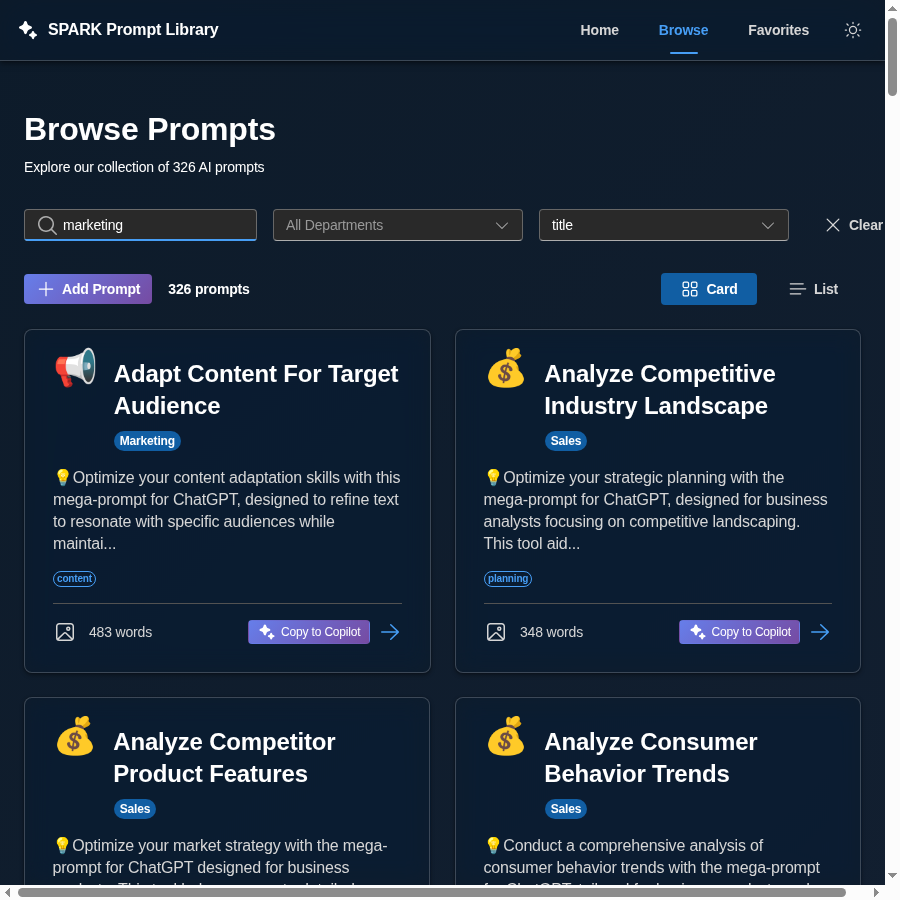 SPARK Prompt Library
Home
Browse
Favorites
Browse Prompts
Explore our collection of 326 AI prompts
marketing
All Departments
title
Clear
Add Prompt
326 prompts
Card
List
Adapt Content For Target
Audience
Marketing
💡Optimize your content adaptation skills with this
mega-prompt for ChatGPT, designed to refine text
to resonate with specific audiences while
maintai...
content
483 words
Copy to Copilot
Analyze Competitive
Industry Landscape
Sales
💡Optimize your strategic planning with the
mega-prompt for ChatGPT, designed for business
analysts focusing on competitive landscaping.
This tool aid...
planning
348 words
Copy to Copilot
Analyze Competitor
Product Features
Sales
💡Optimize your market strategy with the mega-
prompt for ChatGPT designed for business
Analyze Consumer
Behavior Trends
Sales
💡Conduct a comprehensive analysis of
consumer behavior trends with the mega-prompt